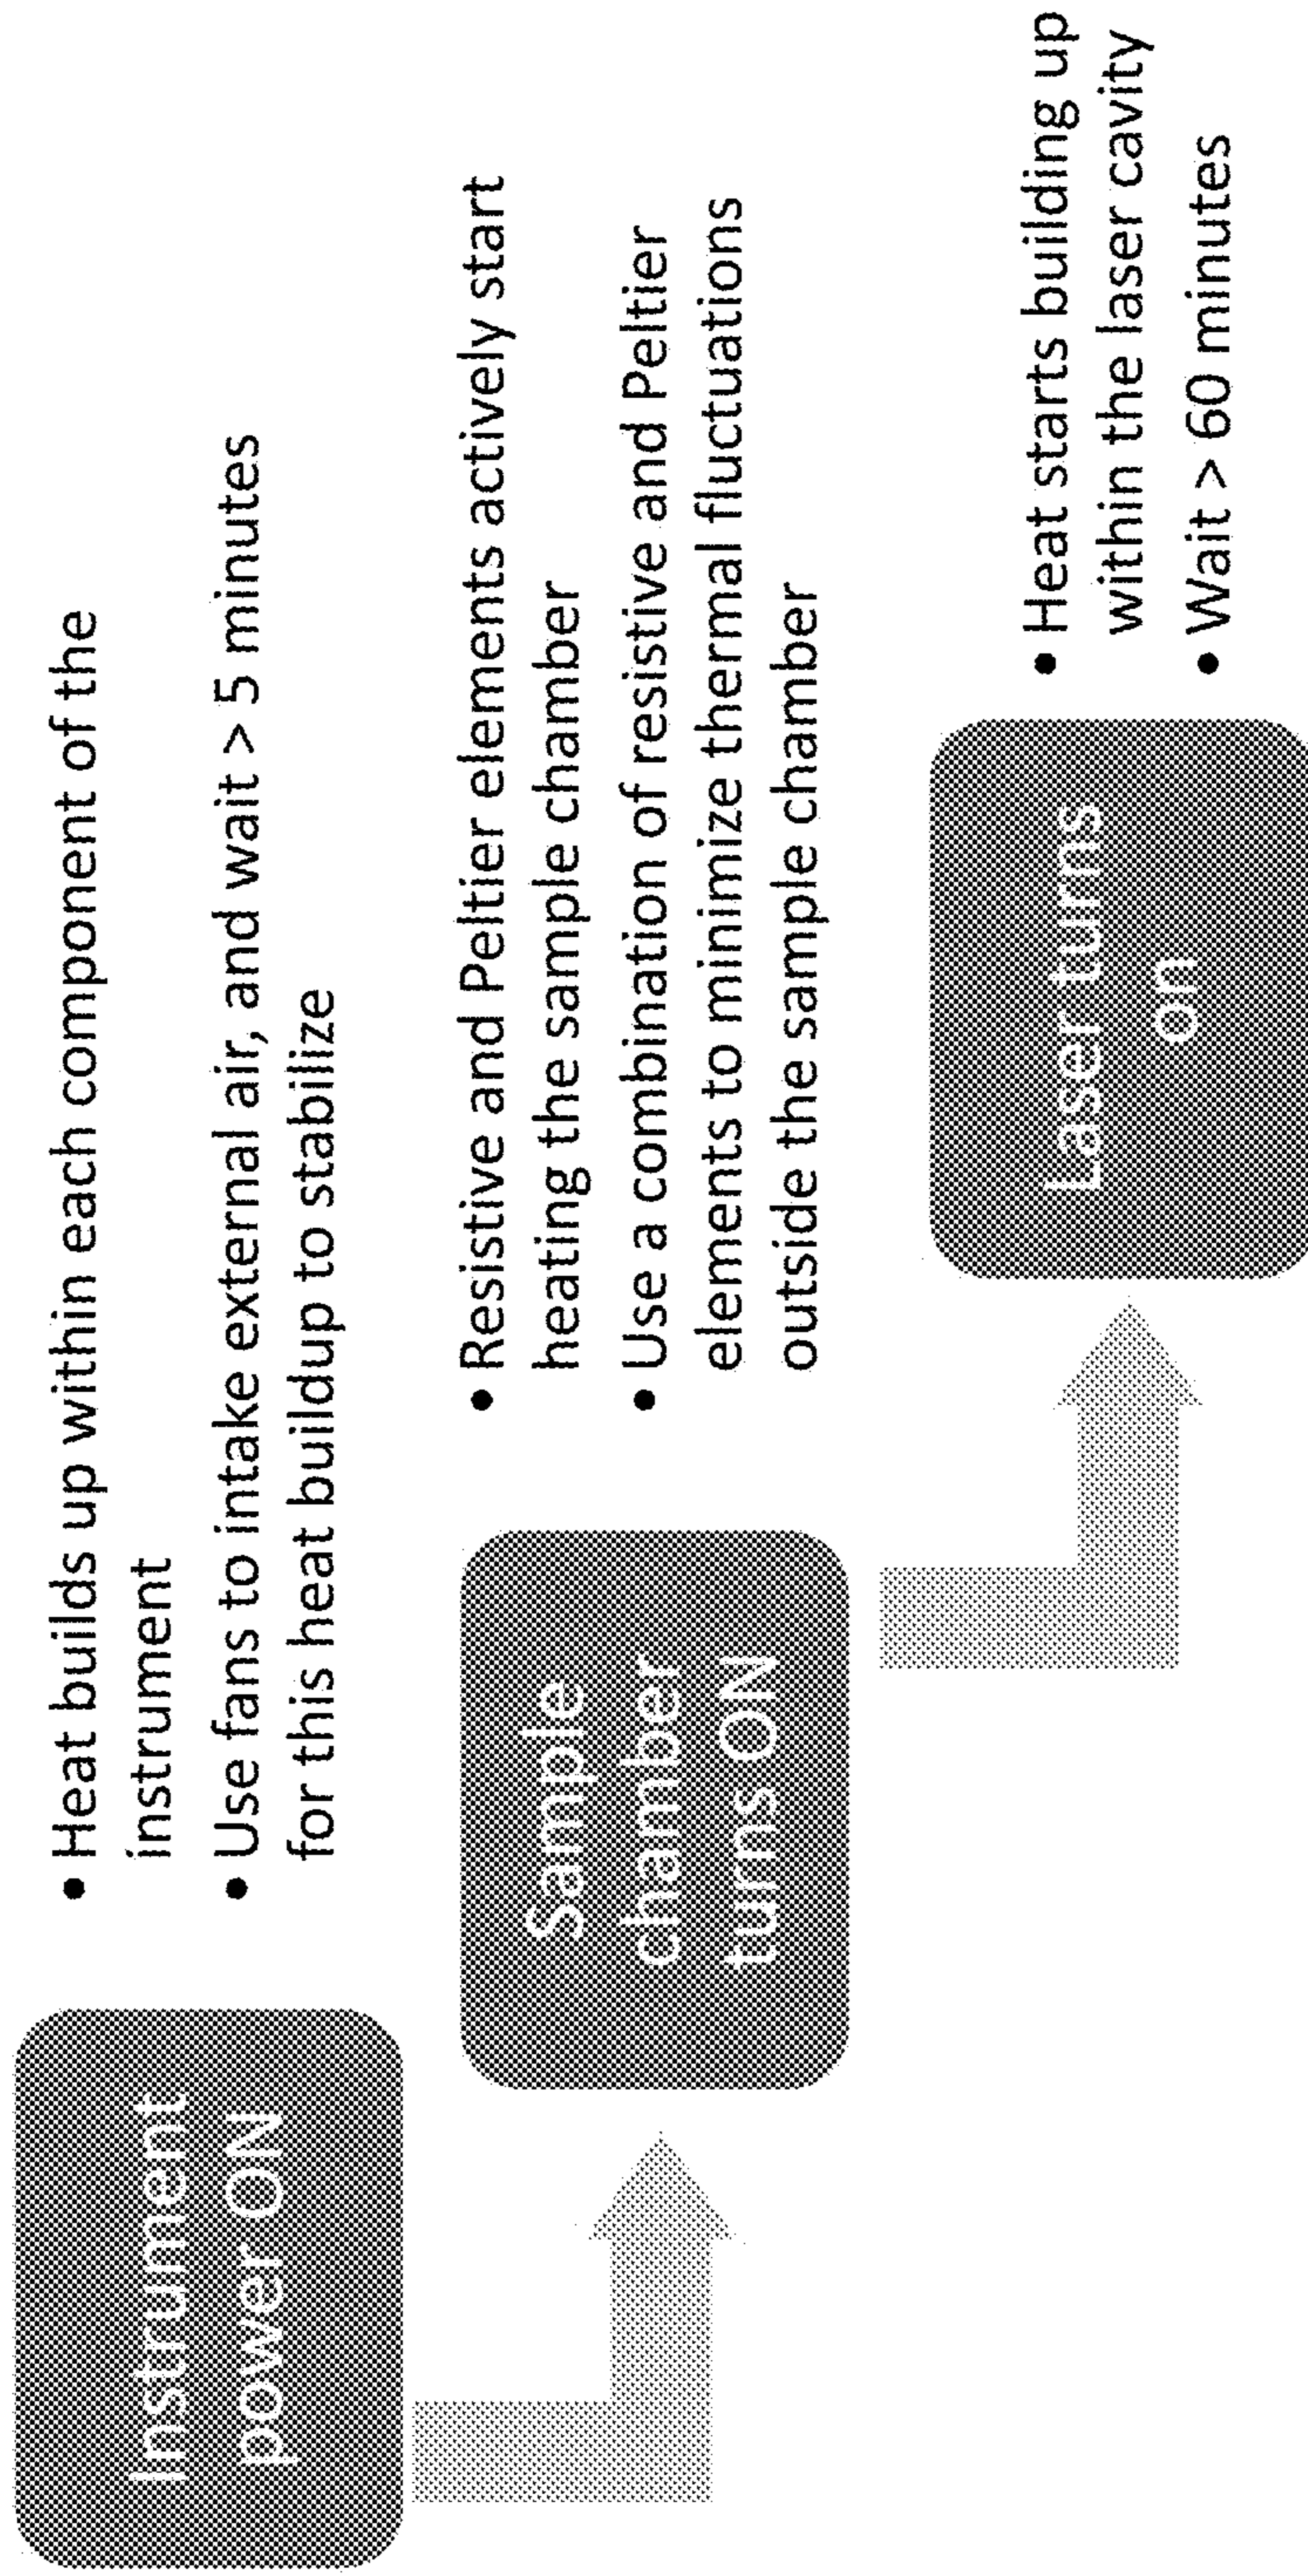 Instrument
power ON
• Heat builds up within each component of the
instrument
• Use fans to intake external air, and wait > 5 minutes
for this heat buildup to stabilize
Sample
chamber
turns ON
• Resistive and Peltier elements actively start
heating the sample chamber
• Use a combination of resistive and Peltier
elements to minimize thermal fluctuations
outside the sample chamber
Laser turns
on
• Heat starts building up
within the laser cavity
• Wait > 60 minutes